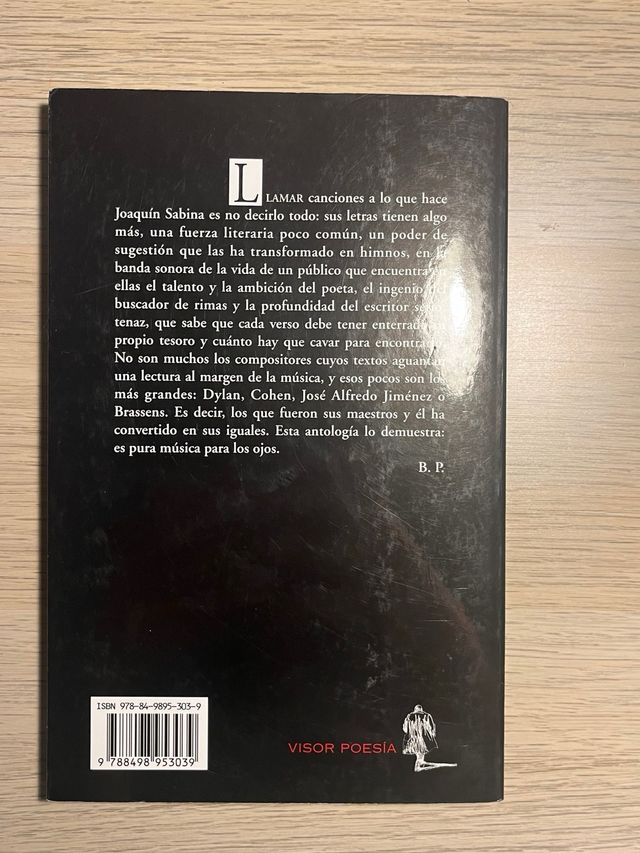 LLAMAR canciones a lo que hace
Joaquín Sabina es no decirlo todo: sus letras tienen algo
más, una fuerza literaria poco común, un poder de
sugestión que las ha transformado en himnos, en la
banda sonora de la vida de un público que encuentra en
ellas el talento y la ambición del poeta, el ingenio del
buscador de rimas y la profundidad del escritor
tenaz, que sabe que cada verso debe tener enterrado su
propio tesoro y cuánto hay que cavar para encontrarlo.
No son muchos los compositores cuyos textos aguantan
una lectura al margen de la música, y esos pocos son los
más grandes: Dylan, Cohen, José Alfredo Jiménez o
Brassens. Es decir, los que fueron sus maestros y él ha
convertido en sus iguales. Esta antología lo demuestra:
es pura música para los ojos.
B. P.
ISBN 978-84-9895-303-9
9 788498 953039
VISOR POESÍA